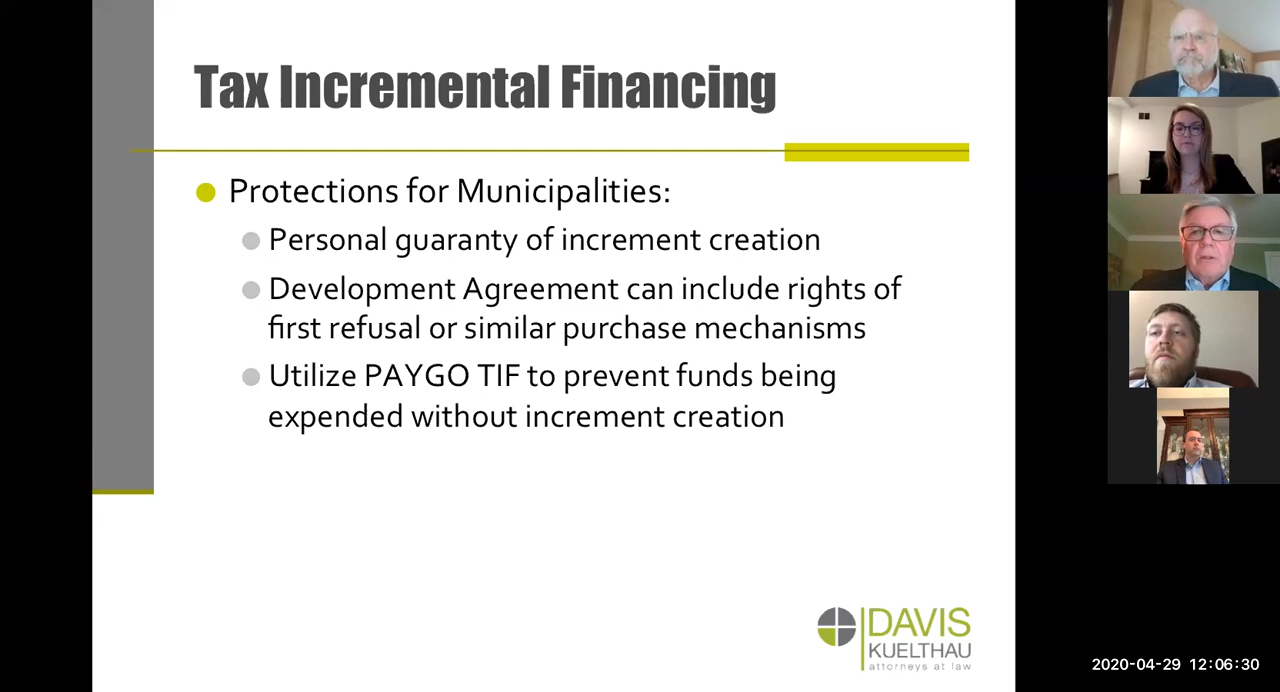 Tax Incremental Financing
Protections for Municipalities:
Personal guaranty of increment creation
Development Agreement can include rights of
first refusal or similar purchase mechanisms
Utilize PAYGO TIF to prevent funds being
expended without increment creation
DAVIS
KUELTHAU
attorneys at law
2020-04-29 12:06:30